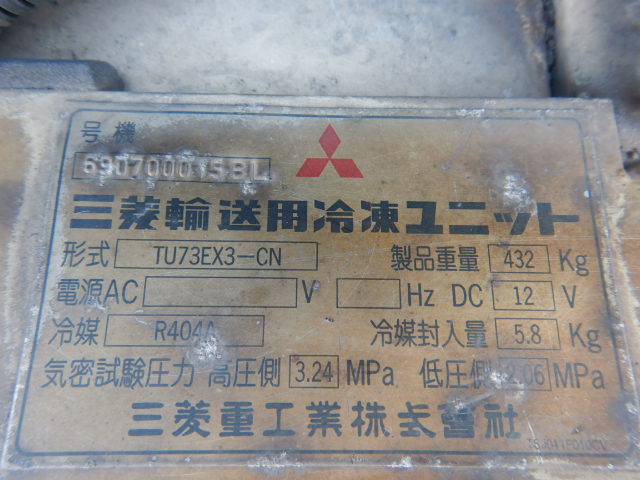 号機
690700015BL
三菱輸送用冷凍ユニット
形式 TU73EX3-CN 製品重量 432 Kg
電源AC V Hz DC 12 V
冷媒 R404A 冷媒封入量 5.8 Kg
気密試験圧力 高圧側 3.24 MPa 低圧側 2.06 MPa
三菱重工業株式會社